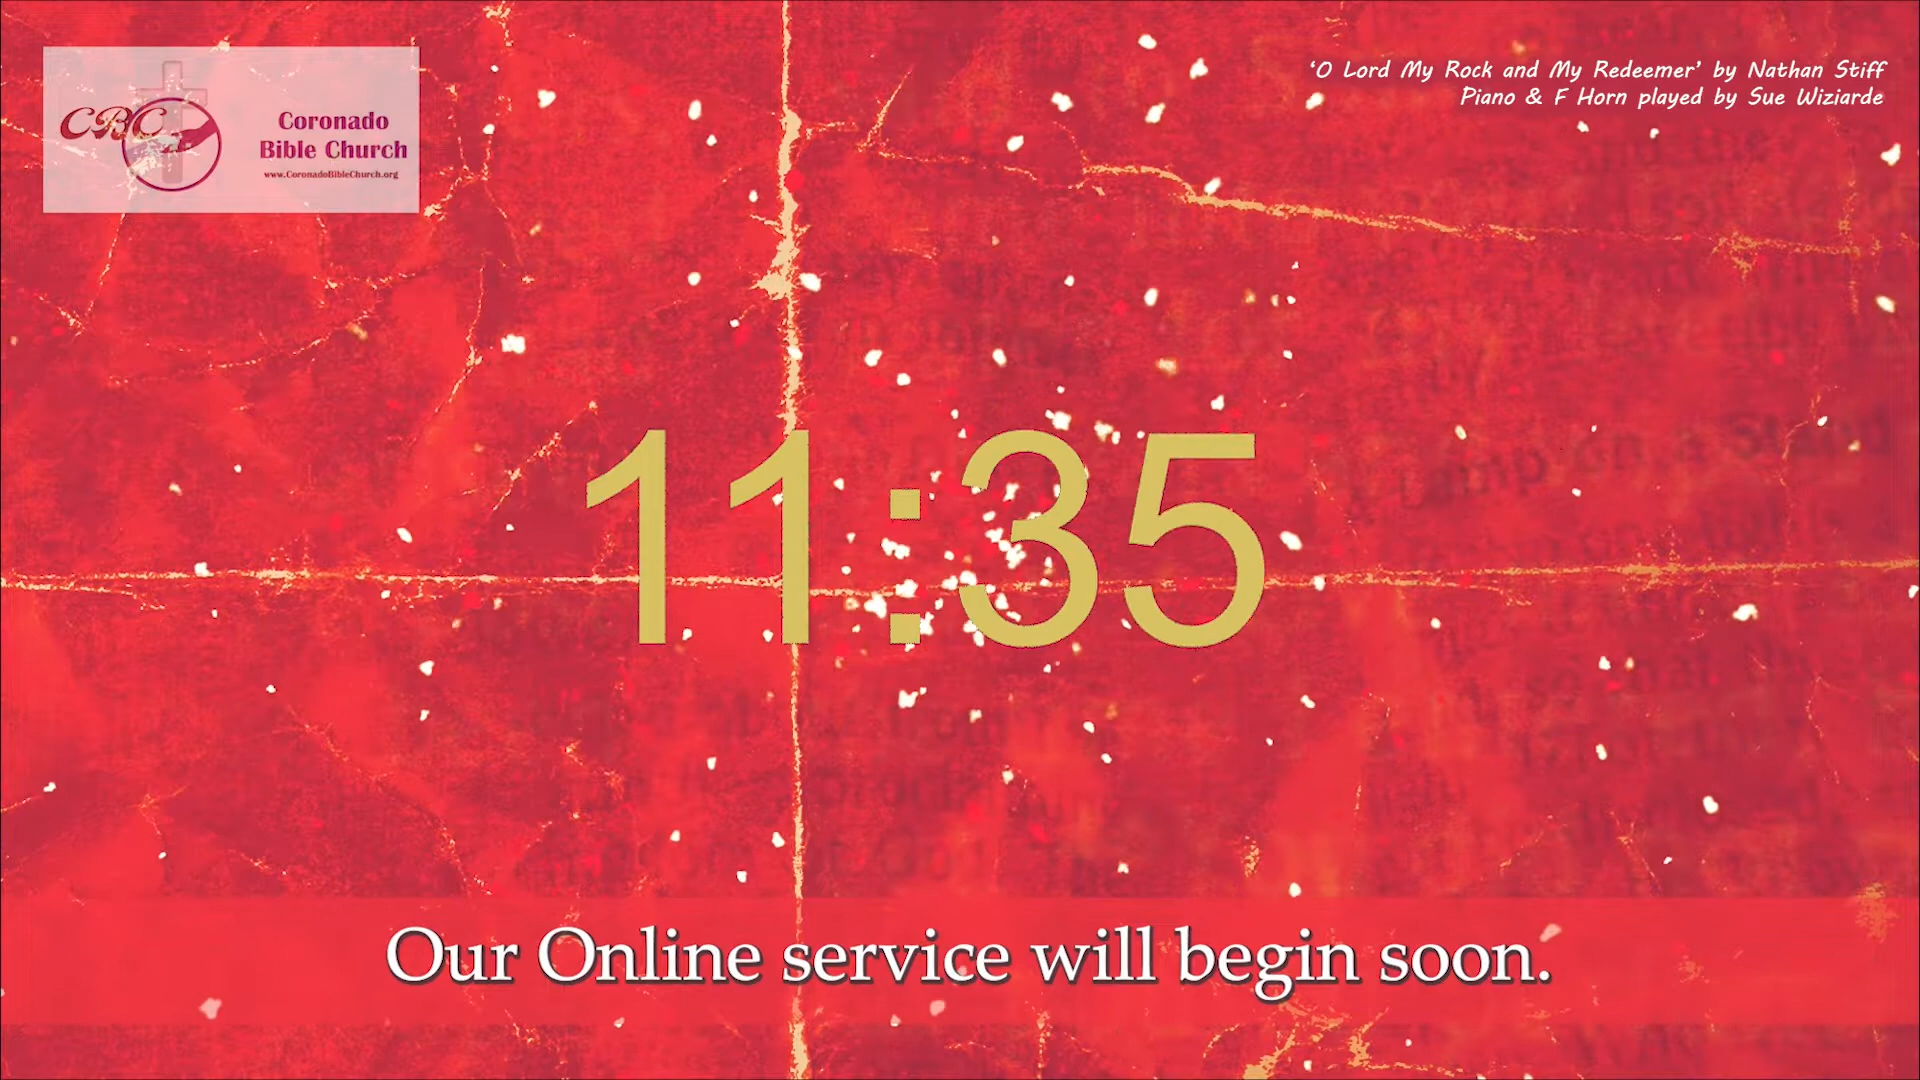 CBC
Coronado
Bible Church
www.CoronadoBibleChurch.org
‘O Lord My Rock and My Redeemer’ by Nathan Stiff
Piano & F Horn played by Sue Wiziarde
11:35
Our Online service will begin soon.